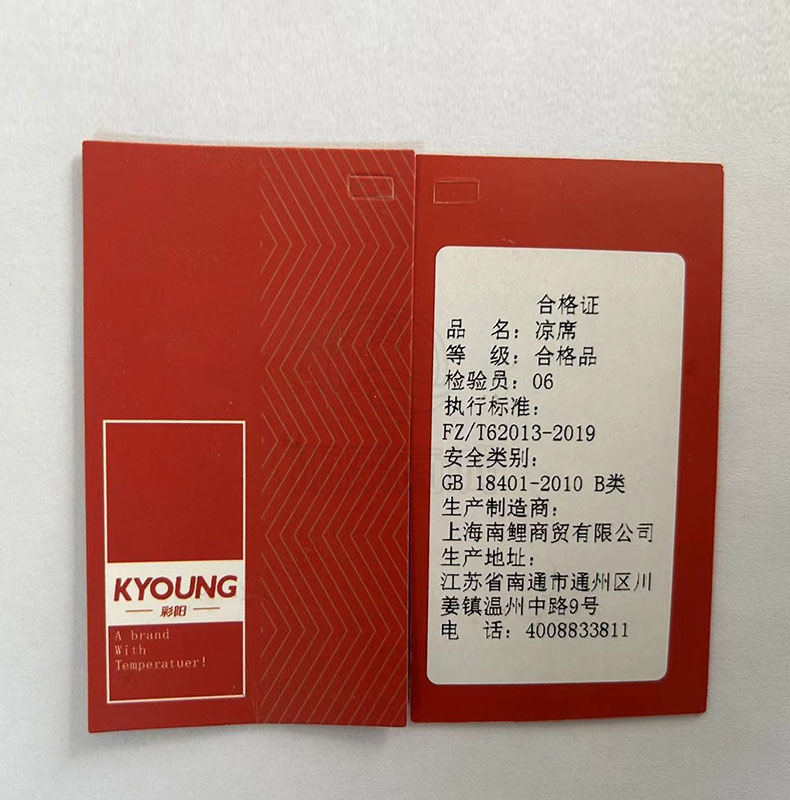 KYOUNG
彩阳
A brand
With
Temperatuer!
合格证
品 名：凉席
等 级：合格品
检验员：06
执行标准：
FZ/T62013-2019
安全类别：
GB 18401-2010 B类
生产制造商：
上海南鲤商贸有限公司
生产地址：
江苏省南通市通州区川
姜镇温州中路9号
电 话：4008833811